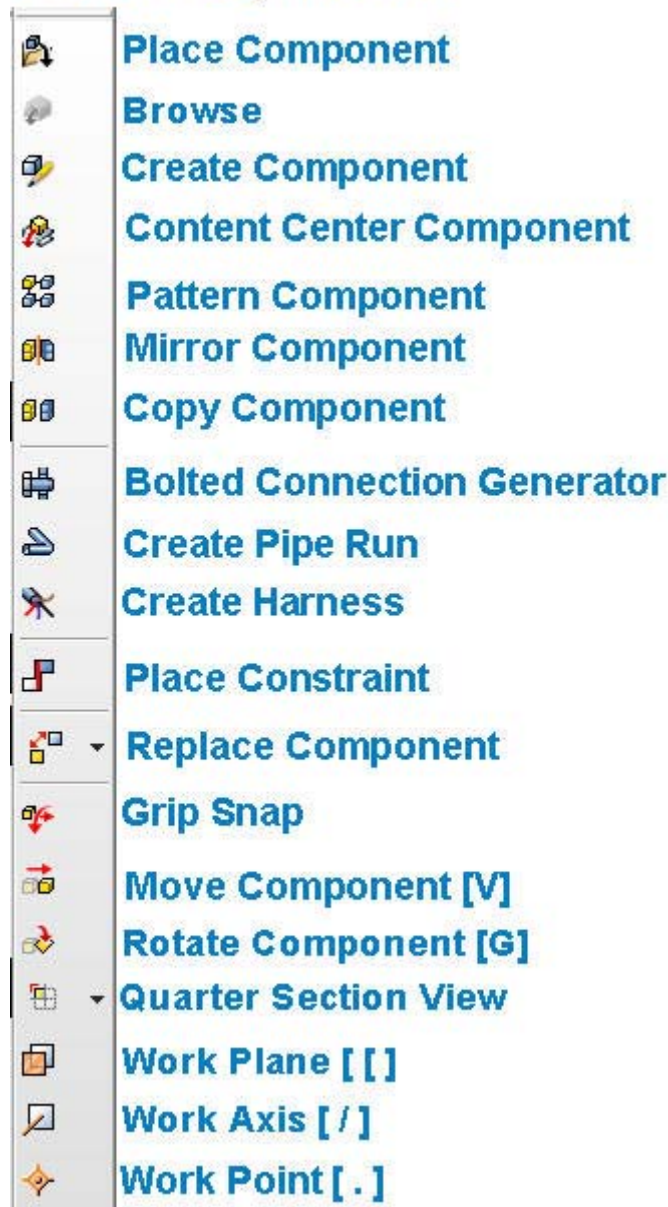 Place Component
Browse
Create Component
Content Center Component
Pattern Component
Mirror Component
Copy Component
Bolted Connection Generator
Create Pipe Run
Create Harness
Place Constraint
Replace Component
Grip Snap
Move Component [V]
Rotate Component [G]
Quarter Section View
Work Plane [ [ ]
Work Axis [ / ]
Work Point [ . ]